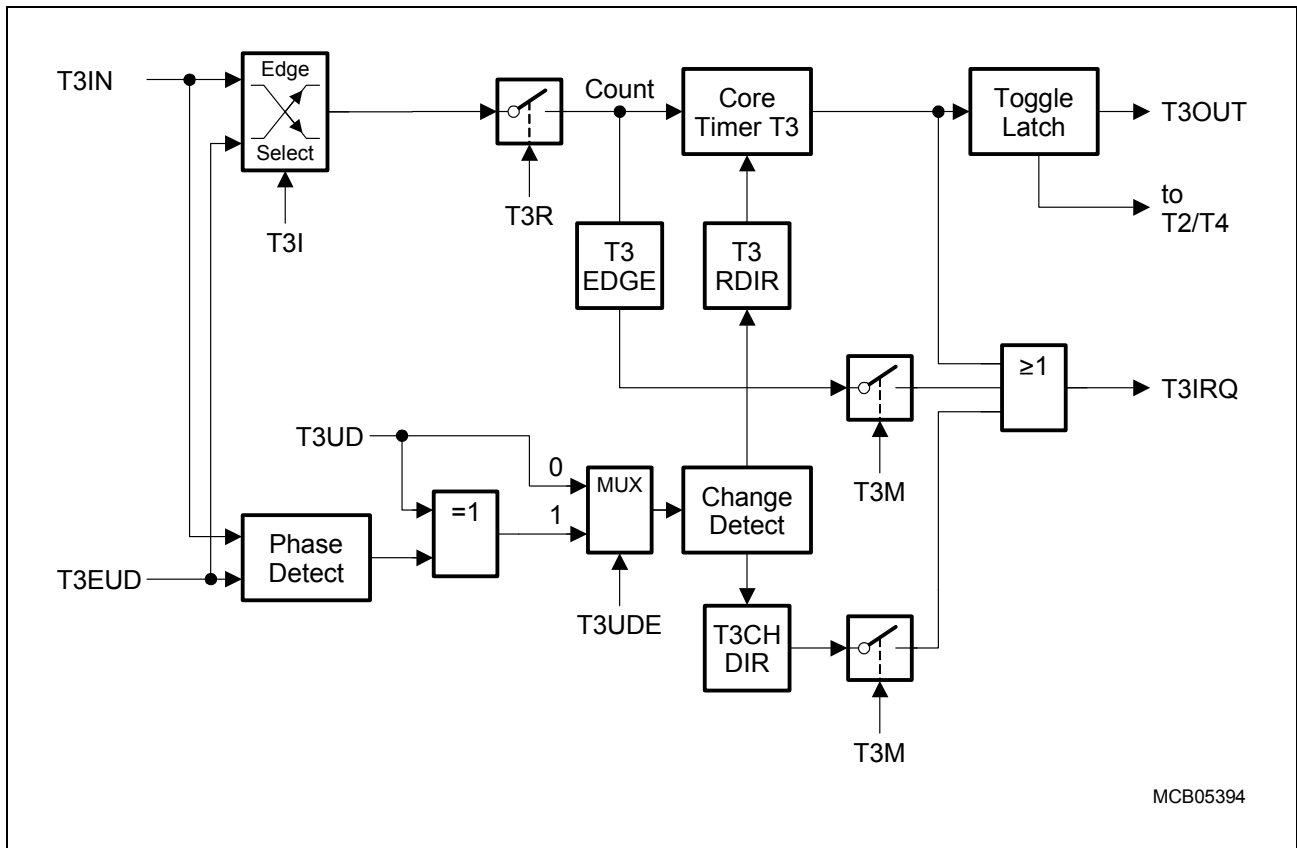 T3IN
Edge
Select
T3I
T3R
Count
Core
Timer T3
Toggle
Latch
T3OUT
to
T2/T4
T3
EDGE
T3
RDIR
≥1
T3IRQ
T3M
T3UD
0
1
MUX
=1
Phase
Detect
T3EUD
T3UDE
Change
Detect
T3CH
DIR
T3M
MCB05394